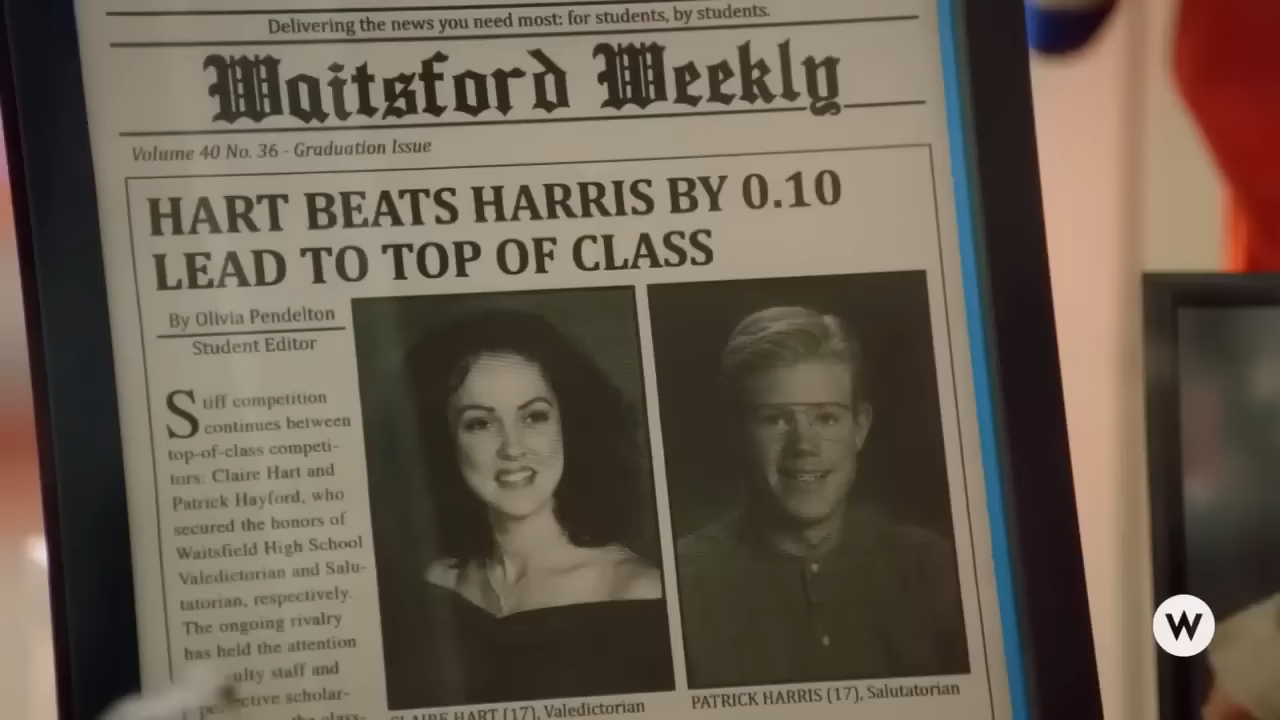 Delivering the news you need most: for students, by students.
Waitsford Weekly
Volume 40 No. 36 - Graduation Issue
HART BEATS HARRIS BY 0.10
LEAD TO TOP OF CLASS
By Olivia Pendelton
Student Editor
Stiff competition
continues between
top-of-class competi-
tors: Claire Hart and
Patrick Hayford, who
secured the honors of
Waitsfield High School
Valedictorian and Salu-
tatorian, respectively.
The ongoing rivalry
has held the attention
staff and
scholar-
CLAIRE HART (17), Valedictorian
PATRICK HARRIS (17), Salutatorian
W